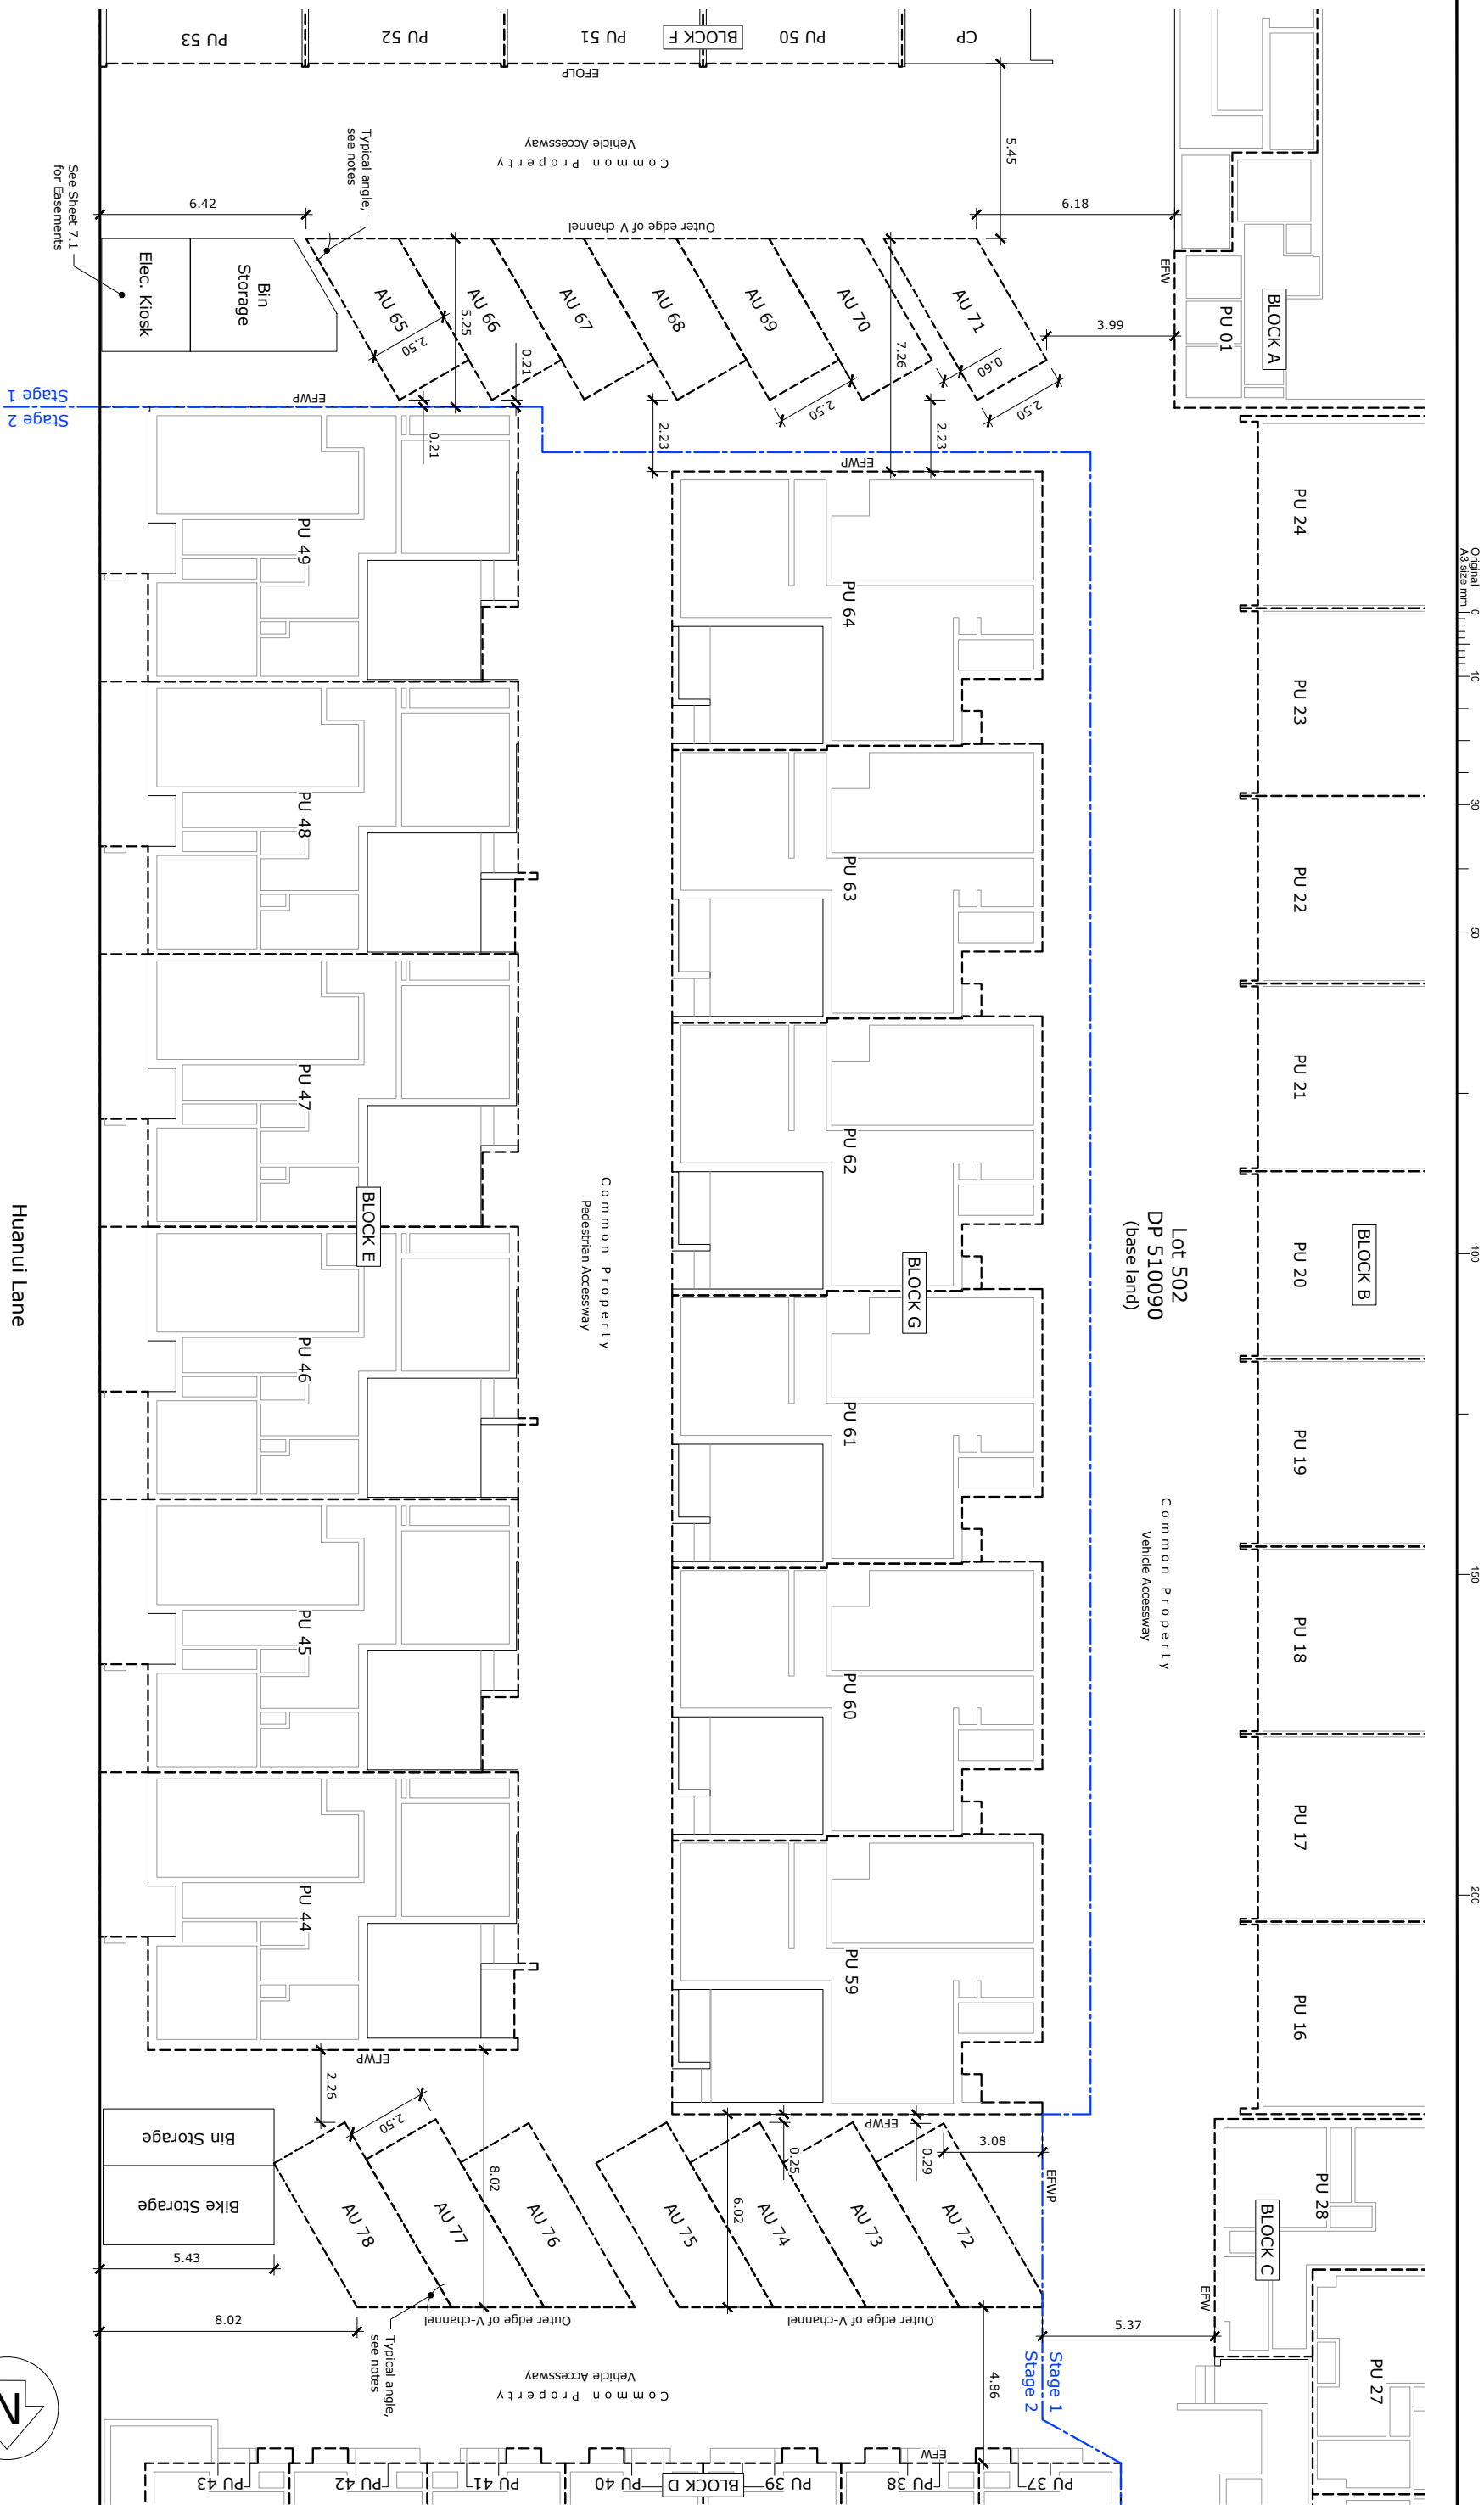 PU 53
PU 52
PU 51
BLOCK F
PU 50
CP
EFOLP
Common Property
Vehicle Accessway
5.45
Typical angle,
see notes
See Sheet 7.1
for Easements
6.42
6.18
Outer edge of V-channel
Elec. Kiosk
Bin
Storage
AU 65
AU 66
AU 67
AU 68
AU 69
AU 70
AU 71
2.50
5.25
0.21
7.26
0.60
2.50
2.50
3.99
EFW
PU 01
BLOCK A
Stage 1
Stage 2
EFWP
0.21
2.23
2.23
EFWP
PU 24
PU 23
PU 22
PU 21
PU 20
PU 19
PU 18
PU 17
PU 16
BLOCK B
Original
A3 size mm
0
10
30
50
100
150
200
PU 49
PU 48
PU 47
PU 46
PU 45
PU 44
BLOCK E
PU 64
PU 63
PU 62
PU 61
PU 60
PU 59
BLOCK G
Common Property
Pedestrian Accessway
Lot 502
DP 510090
(base land)
Common Property
Vehicle Accessway
Huanui Lane
EFWP
2.26
2.50
8.02
Bin Storage
Bike Storage
5.43
8.02
AU 78
AU 77
AU 76
AU 75
AU 74
AU 73
AU 72
EFWP
0.25
6.02
0.29
3.08
EFWP
PU 28
BLOCK C
EFW
PU 27
5.37
Outer edge of V-channel
Outer edge of V-channel
Typical angle,
see notes
Common Property
Vehicle Accessway
4.86
Stage 1
Stage 2
N
EFW
PU 43
PU 42
PU 41
PU 40
BLOCK D
PU 39
PU 38
PU 37